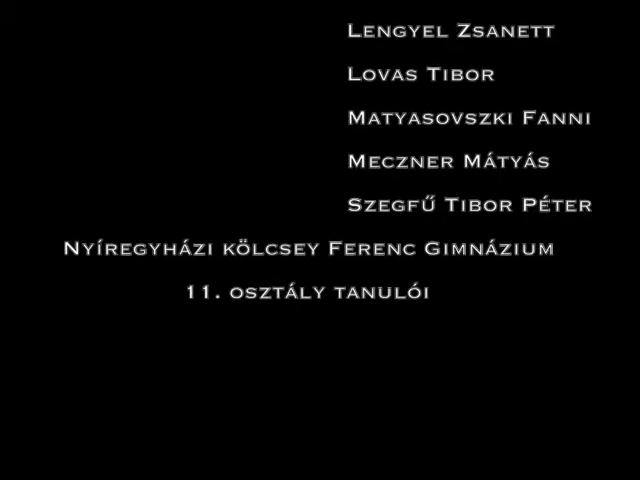 Lengyel Zsanett
Lovas Tibor
Matyasovszki Fanni
Meczner Mátyás
Szegfű Tibor Péter
Nyíregyházi kölcsey Ferenc Gimnázium
11. osztály tanulói